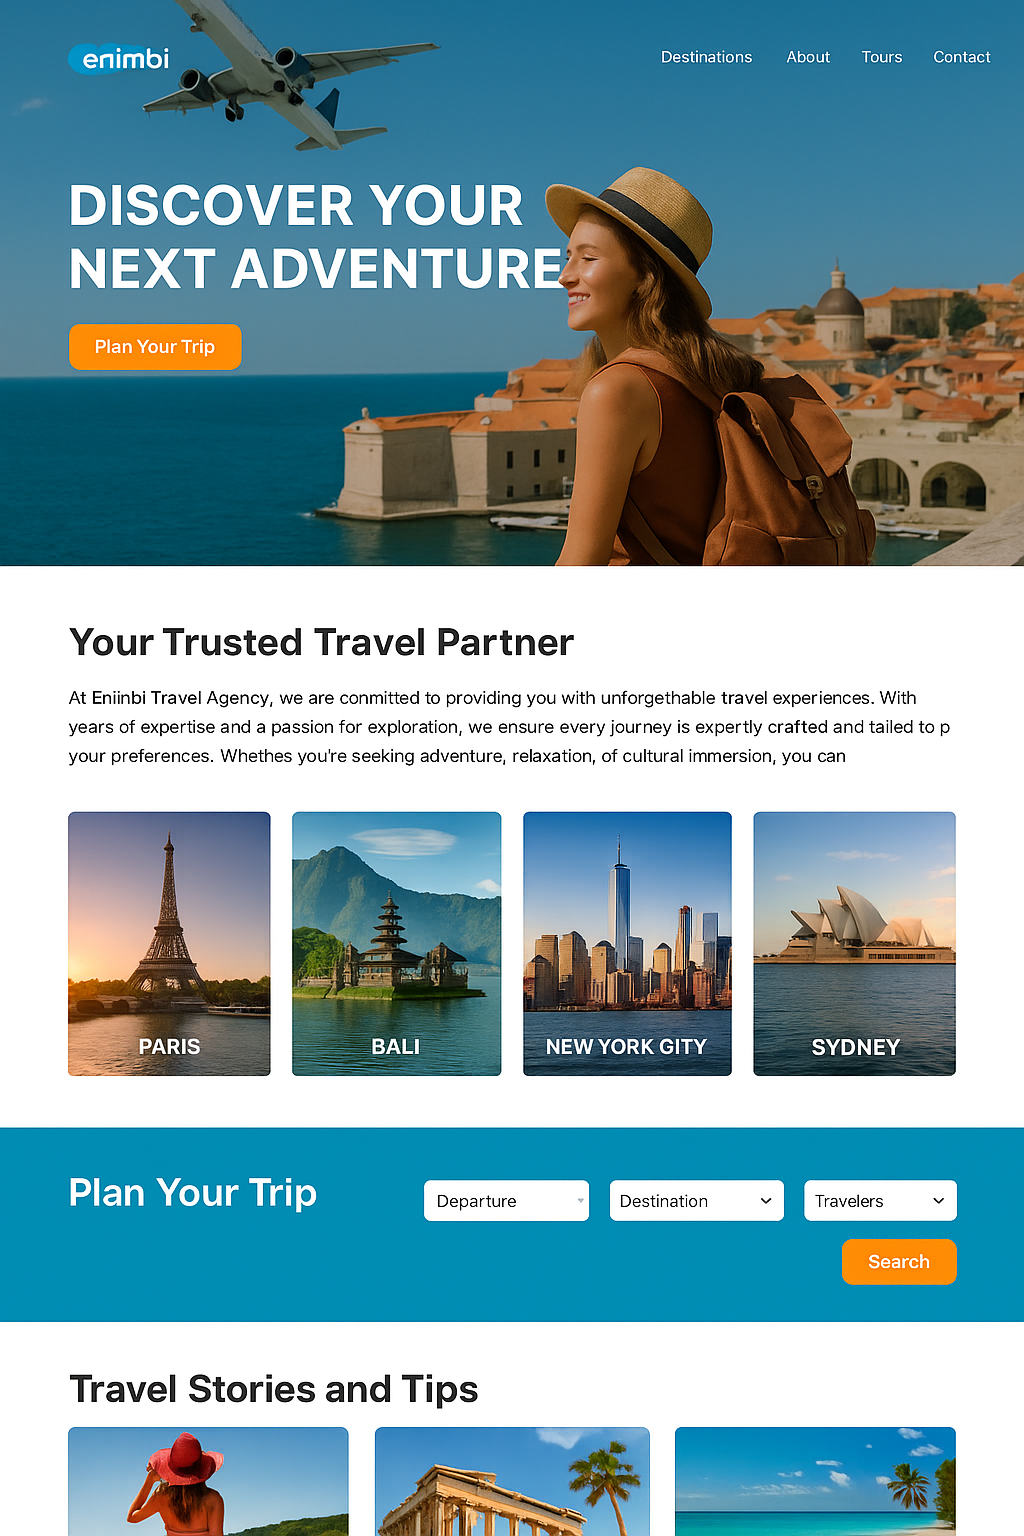 enimbi
Destinations About Tours Contact
DISCOVER YOUR
NEXT ADVENTURE
Plan Your Trip
Your Trusted Travel Partner
At Eniinbi Travel Agency, we are conmitted to providing you with unforgethable travel experiences. With
years of expertise and a passion for exploration, we ensure every journey is expertly crafted and tailed to p
your preferences. Whethes you're seeking adventure, relaxation, of cultural immersion, you can
PARIS
BALI
NEW YORK GITY
SYDNEY
Plan Your Trip
Departure
Destination
Travelers
Search
Travel Stories and Tips